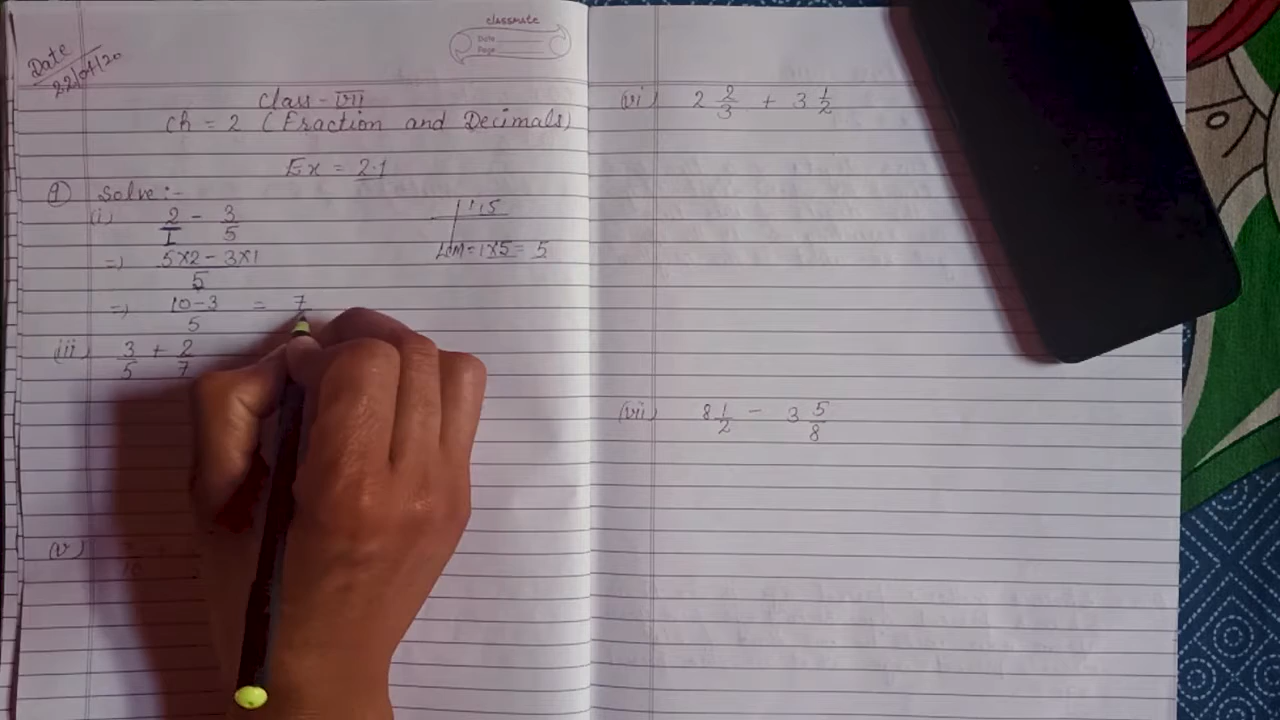 classmate
Date
Page
Date
22/04/20
Class - VII
Ch = 2 (Fraction and Decimals)
Ex = 2.1
Q Solve :-
(i) 2/1 - 3/5
1,5
=> 5×2 - 3×1 / 5
LCM = 1×5 = 5
=> 10-3 / 5 = 7
(iii) 3/5 + 2/7
(v)
(vi) 2 2/3 + 3 1/2
(vii) 8 1/2 - 3 5/8